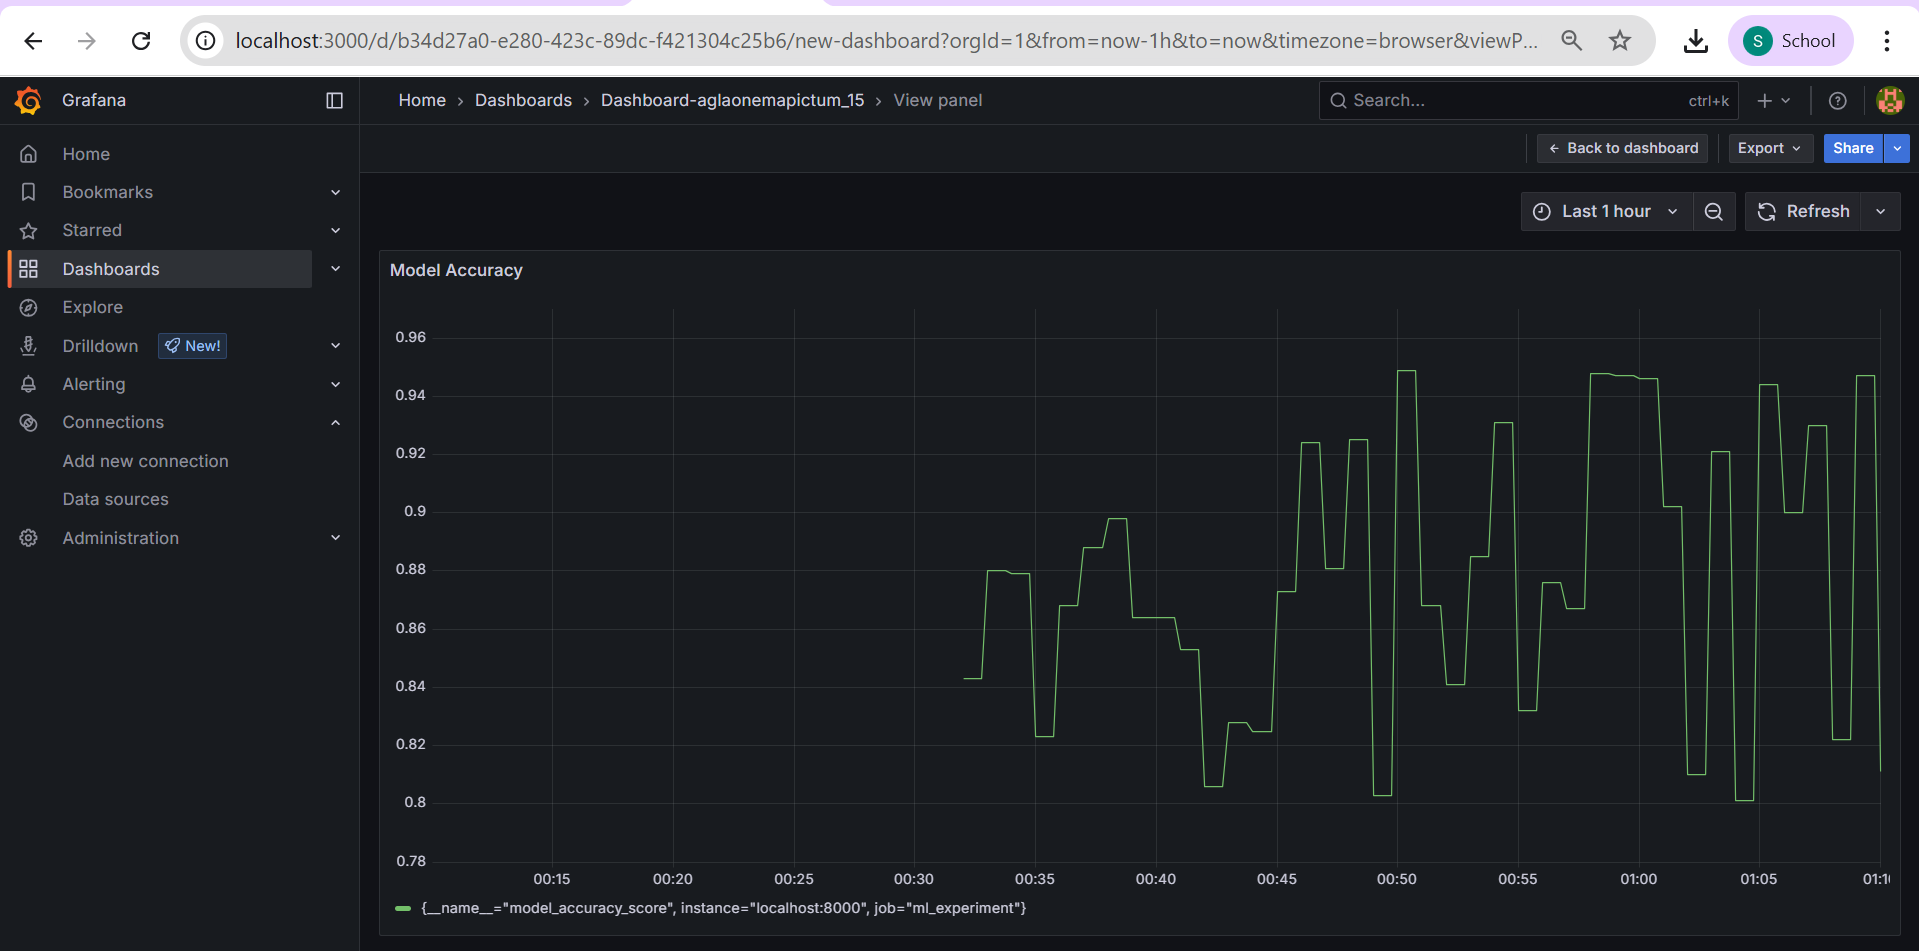 localhost:3000/d/b34d27a0-e280-423c-89dc-f421304c25b6/new-dashboard?orgId=1&from=now-1h&to=now&timezone=browser&viewP...
S School
Grafana
Home › Dashboards › Dashboard-aglaonemapictum_15 › View panel
Search... ctrl+k
Back to dashboard
Export
Share
Home
Bookmarks
Starred
Dashboards
Explore
Drilldown New!
Alerting
Connections
Add new connection
Data sources
Administration
Last 1 hour
Refresh
Model Accuracy
0.96
0.94
0.92
0.9
0.88
0.86
0.84
0.82
0.8
0.78
00:15 00:20 00:25 00:30 00:35 00:40 00:45 00:50 00:55 01:00 01:05 01:1
{__name__="model_accuracy_score", instance="localhost:8000", job="ml_experiment"}